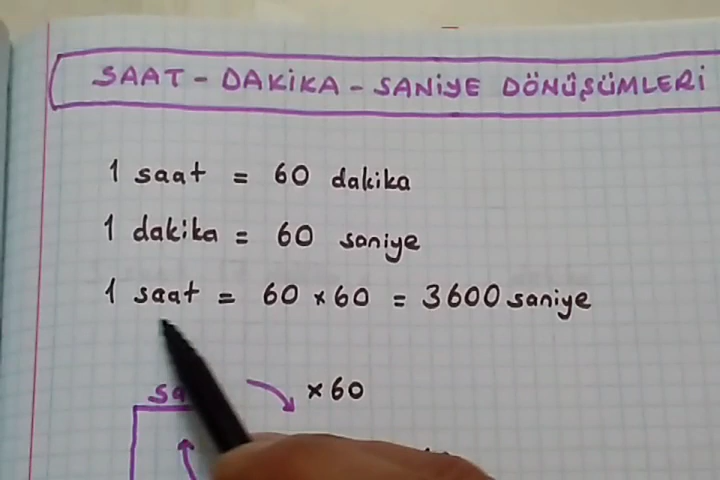 SAAT - DAKİKA - SANİYE DÖNÜŞÜMLERİ
1 saat = 60 dakika
1 dakika = 60 saniye
1 saat = 60 x 60 = 3600 saniye
x 60